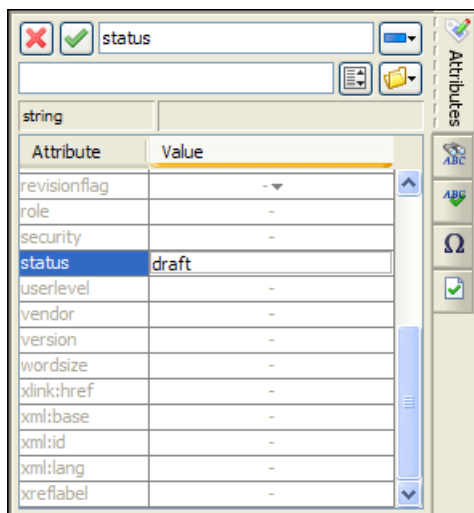 status
string
Attribute Value
revisionflag -
role -
security -
status draft
userlevel -
vendor -
version -
wordsize -
xlink:href -
xml:base -
xml:id -
xml:lang -
xreflabel -
Attributes
ABC
ABC
Ω